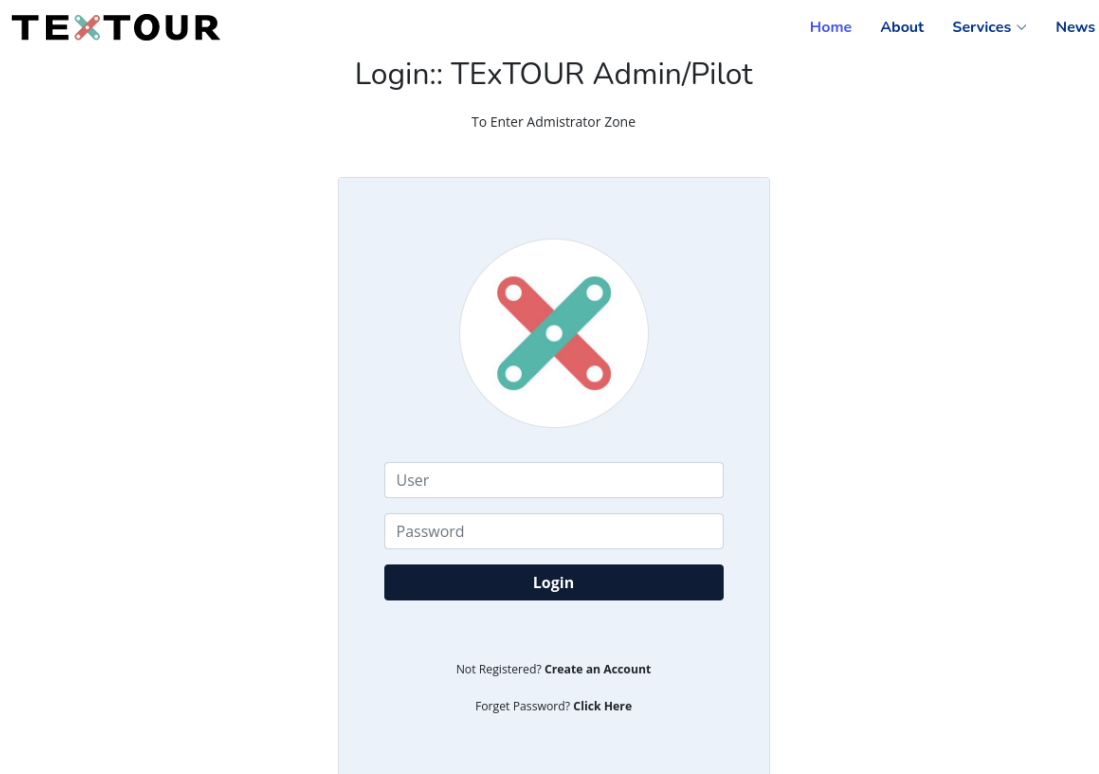 TEXTOUR
Home About Services News
Login:: TExTOUR Admin/Pilot
To Enter Admistrator Zone
User
Password
Login
Not Registered? Create an Account
Forget Password? Click Here